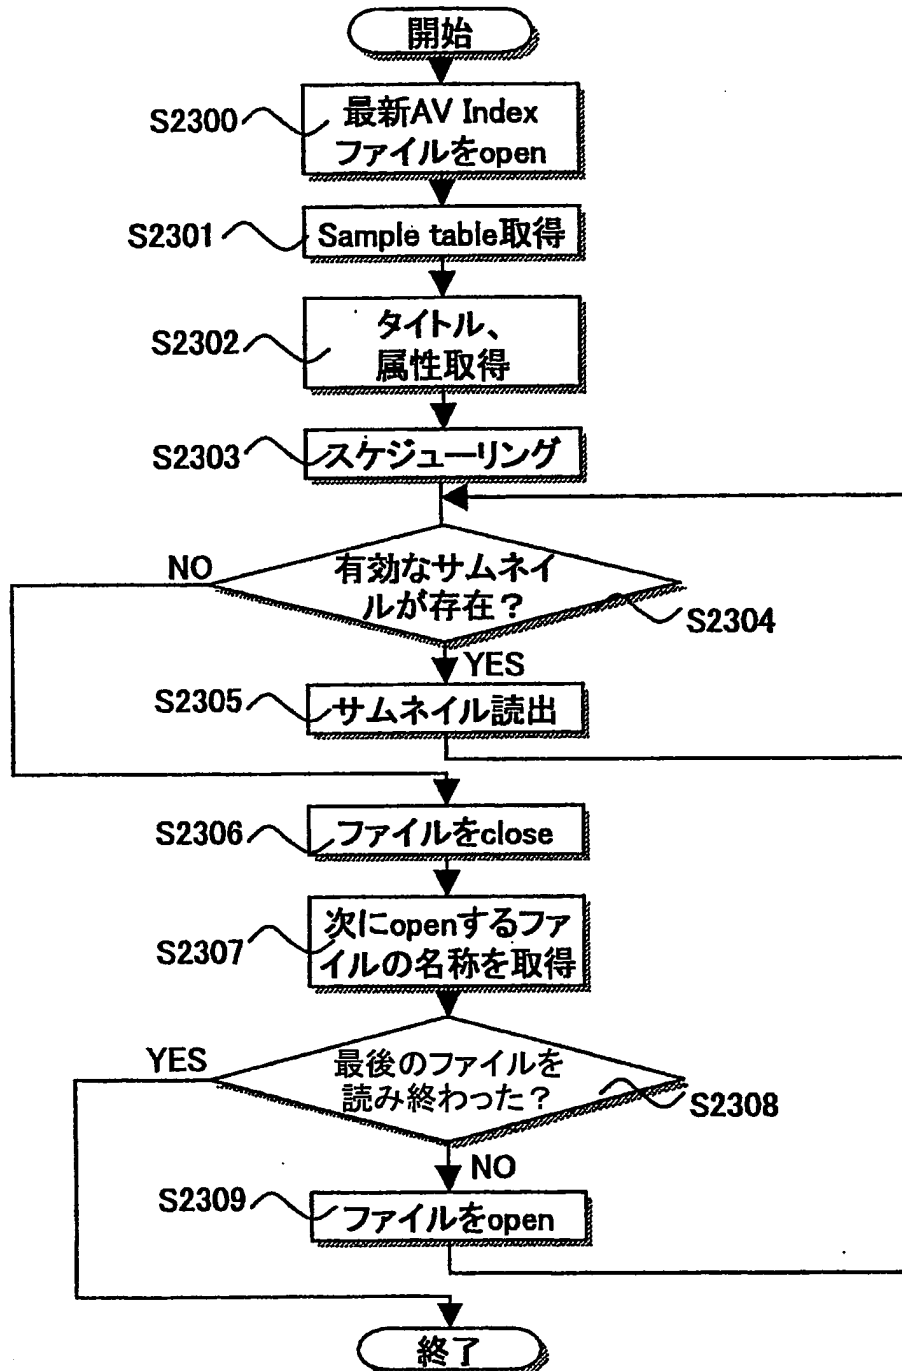 開始
S2300
最新AV Index
ファイルをopen
S2301
Sample table取得
S2302
タイトル、
属性取得
S2303
スケジューリング
NO
有効なサムネイ
ルが存在？
S2304
YES
S2305
サムネイル読出
S2306
ファイルをclose
S2307
次にopenするファ
イルの名称を取得
YES
最後のファイルを
読み終わった？
S2308
NO
S2309
ファイルをopen
終了